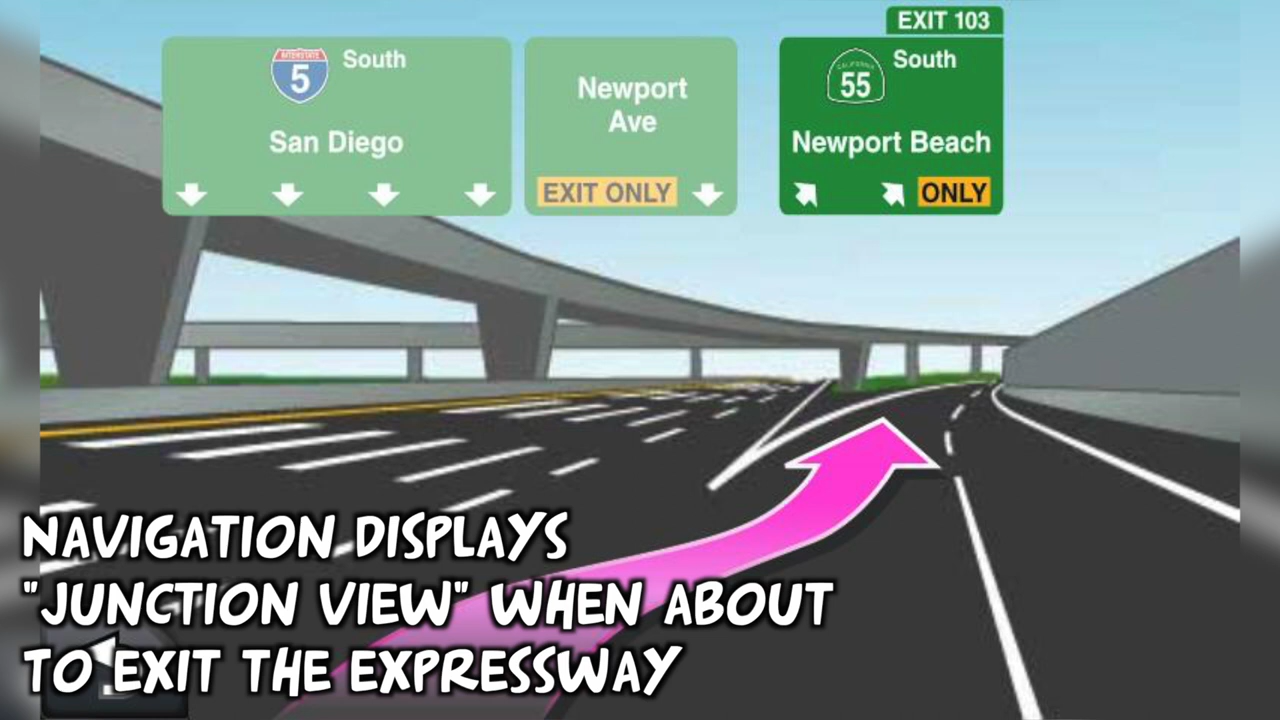 EXIT 103
INTERSTATE
5
South
San Diego
Newport
Ave
EXIT ONLY
CALIFORNIA
55
South
Newport Beach
ONLY
NAVIGATION DISPLAYS
"JUNCTION VIEW" WHEN ABOUT
TO EXIT THE EXPRESSWAY